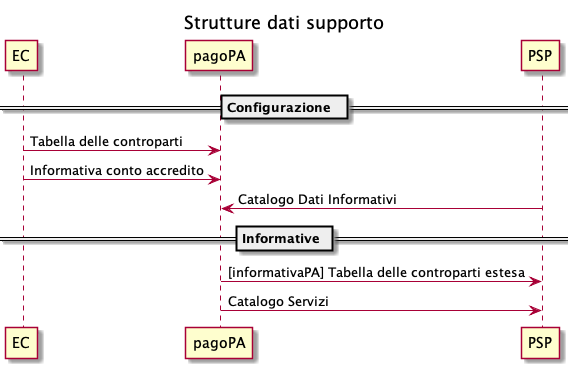 Strutture dati supporto
EC
pagoPA
PSP
Configurazione
Tabella delle controparti
Informativa conto accredito
Catalogo Dati Informativi
Informative
[informativaPA] Tabella delle controparti estesa
Catalogo Servizi
EC
pagoPA
PSP